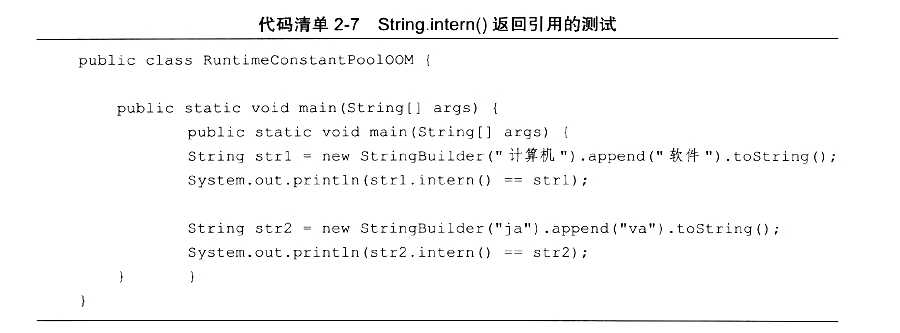 代码清单 2-7 String.intern() 返回引用的测试
public class RuntimeConstantPoolOOM {
public static void main(String[] args) {
public static void main(String[] args) {
String str1 = new StringBuilder("计算机").append("软件").toString();
System.out.println(str1.intern() == str1);
String str2 = new StringBuilder("ja").append("va").toString();
System.out.println(str2.intern() == str2);
} }
}